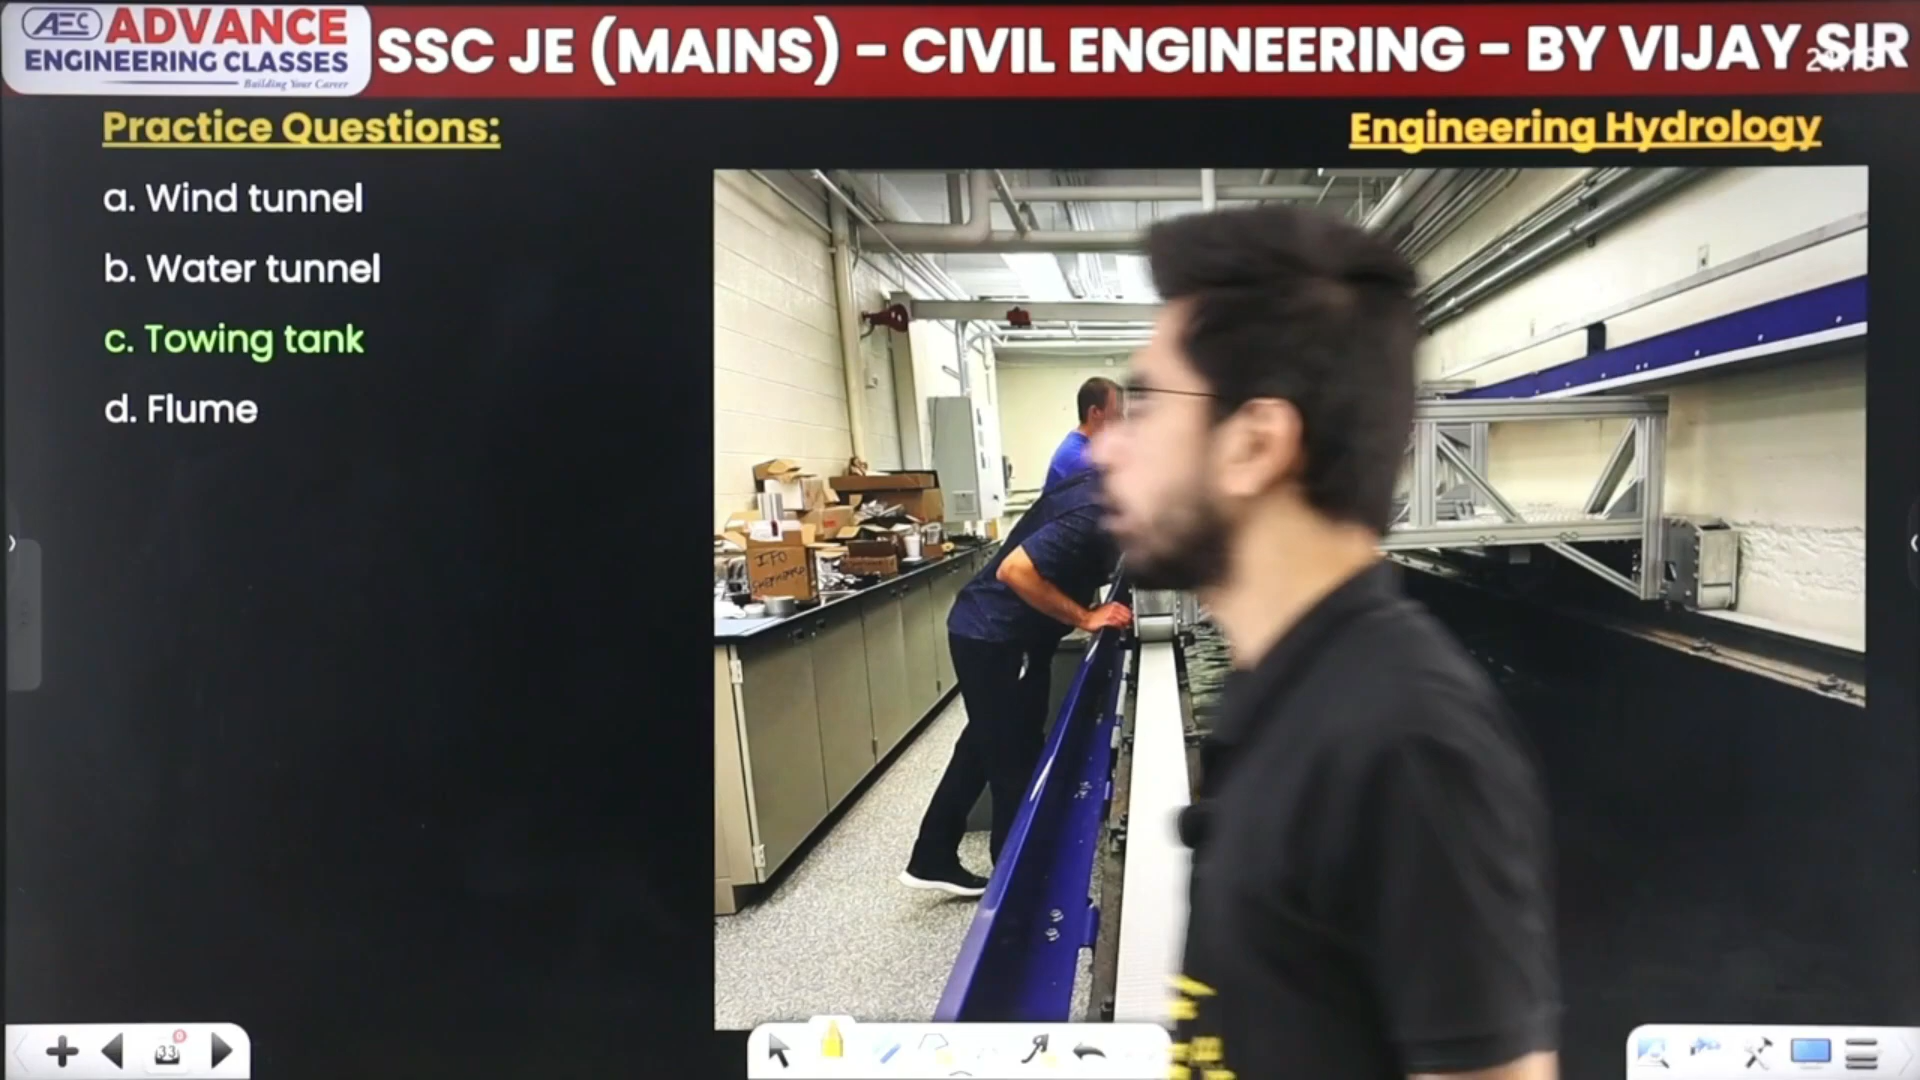 AEC ADVANCE
ENGINEERING CLASSES
Building Your Career
SSC JE (MAINS) - CIVIL ENGINEERING - BY VIJAY SIR
Practice Questions:
Engineering Hydrology
a. Wind tunnel
b. Water tunnel
c. Towing tank
d. Flume
33